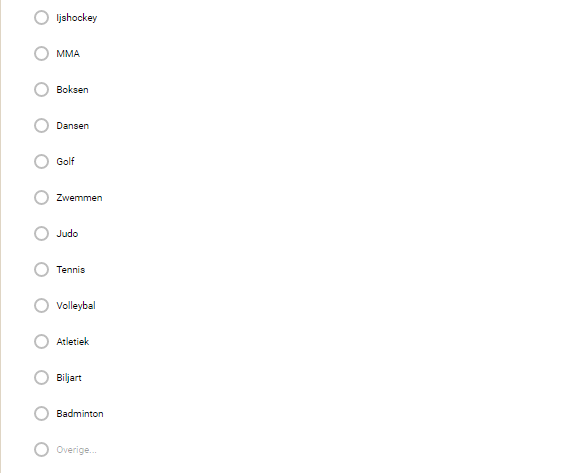 Ijshockey
MMA
Boksen
Dansen
Golf
Zwemmen
Judo
Tennis
Volleybal
Atletiek
Biljart
Badminton
Overige...